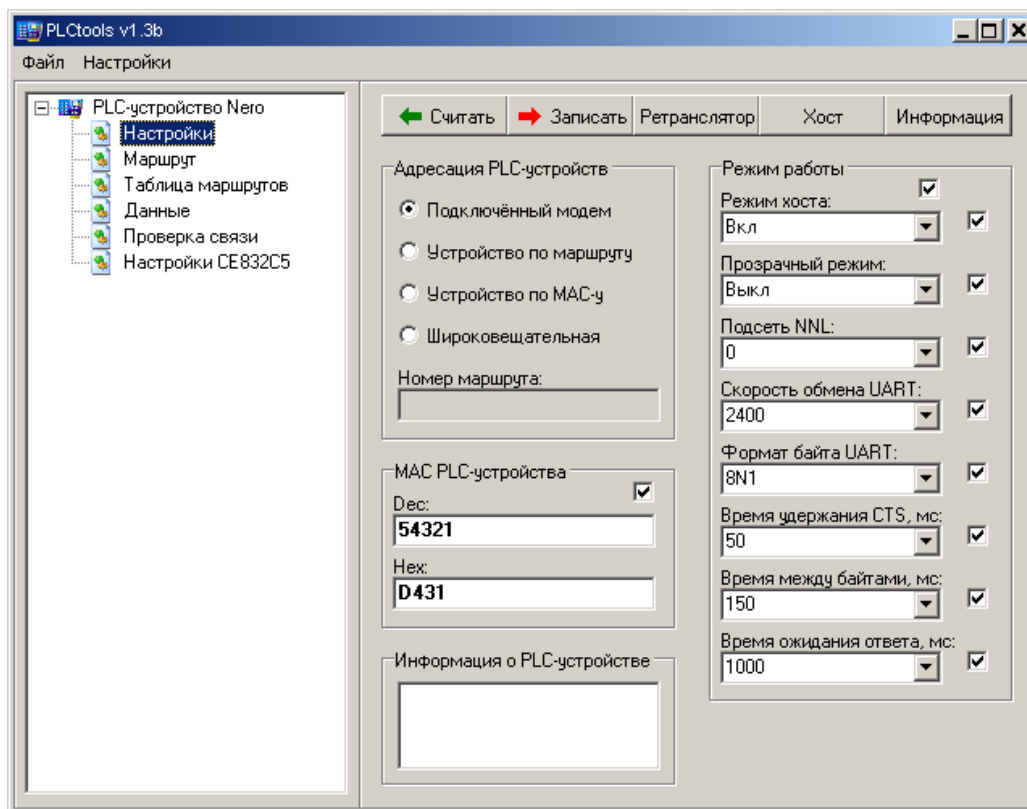 PLCtools v1.3b
Файл Настройки
PLC-устройство Nero
Настройки
Маршрут
Таблица маршрутов
Данные
Проверка связи
Настройки CE832C5
Считать Записать Ретранслятор Хост Информация
Адресация PLC-устройств
Подключённый модем
Устройство по маршруту
Устройство по MAC-у
Широковещательная
Номер маршрута:
MAC PLC-устройства
Dec:
54321
Hex:
D431
Информация о PLC-устройстве
Режим работы
Режим хоста:
Вкл
Прозрачный режим:
Выкл
Подсеть NNL:
0
Скорость обмена UART:
2400
Формат байта UART:
8N1
Время удержания CTS, мс:
50
Время между байтами, мс:
150
Время ожидания ответа, мс:
1000